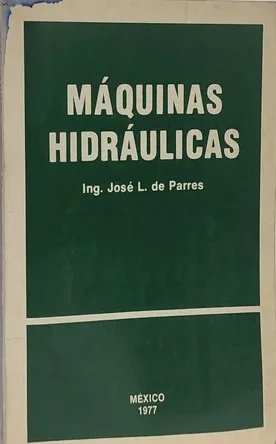 MÁQUINAS
HIDRÁULICAS
Ing. José L. de Parres
MÉXICO
1977